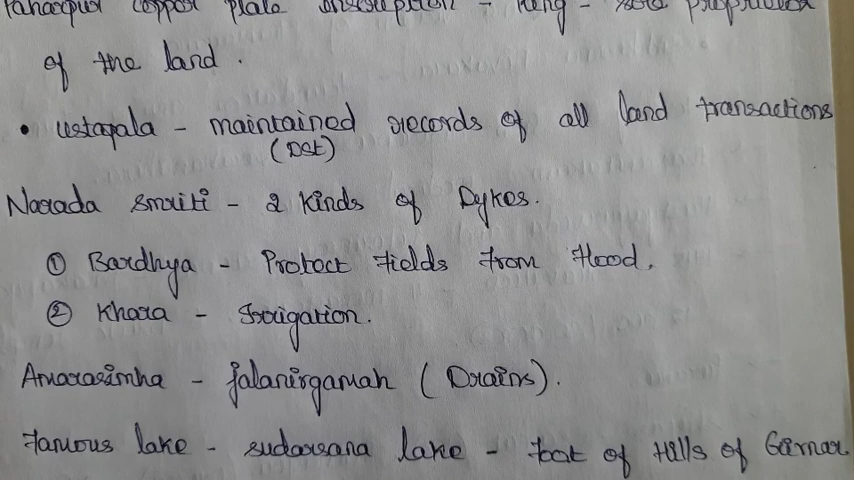 Paharpur copper plate inscription - King - sole proprietor
of the land.
• Ustapala - maintained records of all land transactions
(Dst)
Narada Smriti - 2 kinds of Dykes.
① Bardhya - Protect Fields from Flood.
② Khara - Irrigation.
Amarasimha - jalanirgamah (Drains).
Famous lake - sudarsana lake - foot of Hills of Girnar